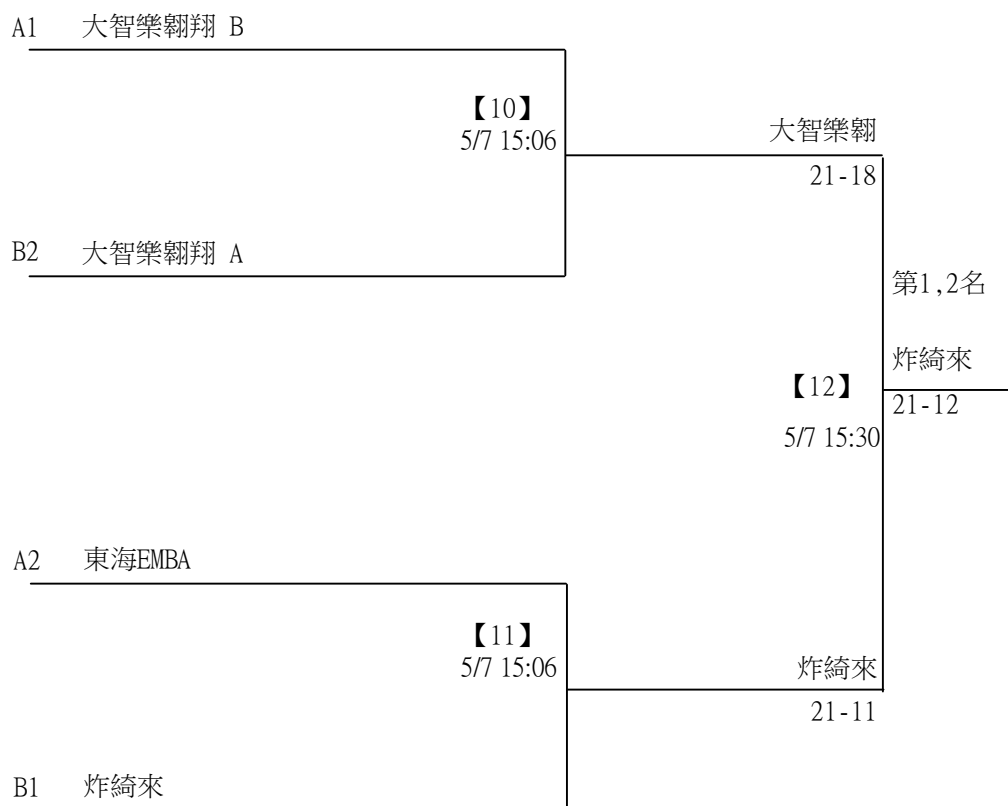 A1 大智樂翱翔 B
【10】
5/7 15:06
大智樂翱
21-18
B2 大智樂翱翔 A
第1,2名
炸綺來
21-12
【12】
5/7 15:30
A2 東海EMBA
【11】
5/7 15:06
炸綺來
21-11
B1 炸綺來